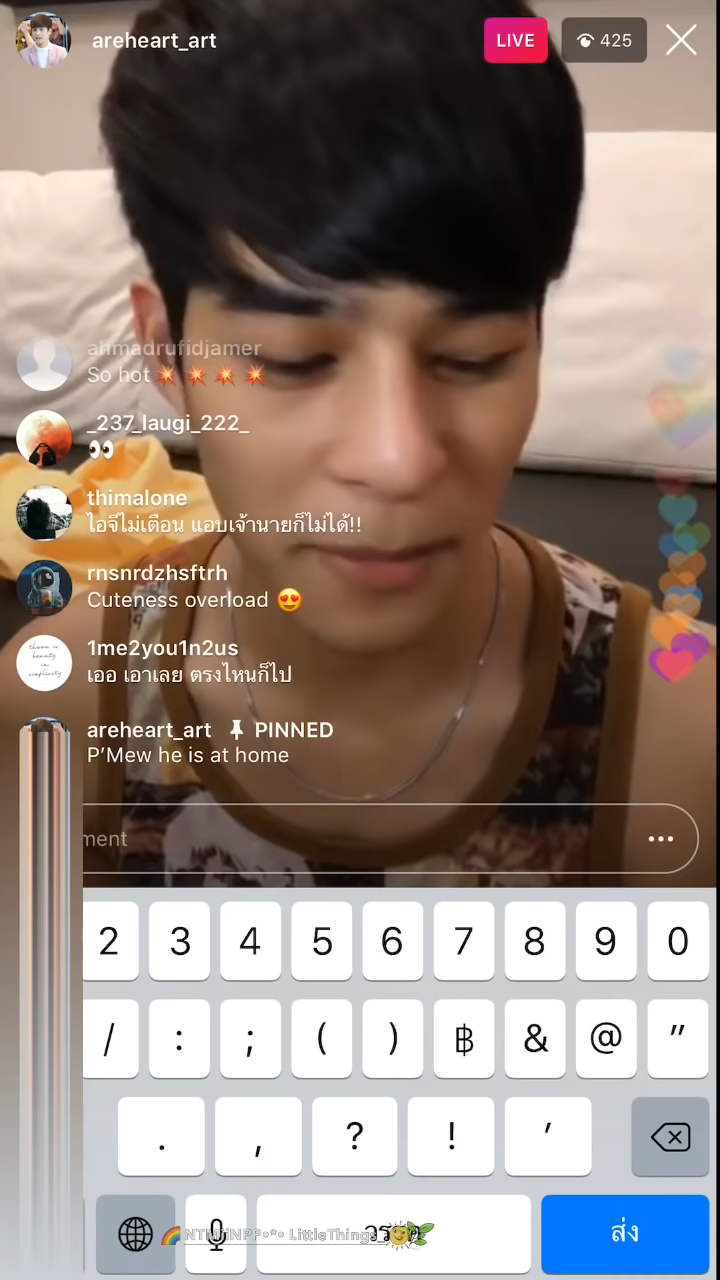 areheart_art
LIVE
425
ahmadrufidjamer
So hot 💥 💥 💥 💥
_237_laugi_222_
👀
thimalone
ไอจีไม่เตือน แอบเจ้านายก็ไม่ได้!!
rnsnrdzhsftrh
Cuteness overload 😍
1me2you1n2us
เออ เอาเลย ตรงไหนก็ไป
areheart_art PINNED
P’Mew he is at home
ment
2 3 4 5 6 7 8 9 0
/ : ; ( ) ฿ & @ ”
. , ? ! ’
LittleThings
ส่ง